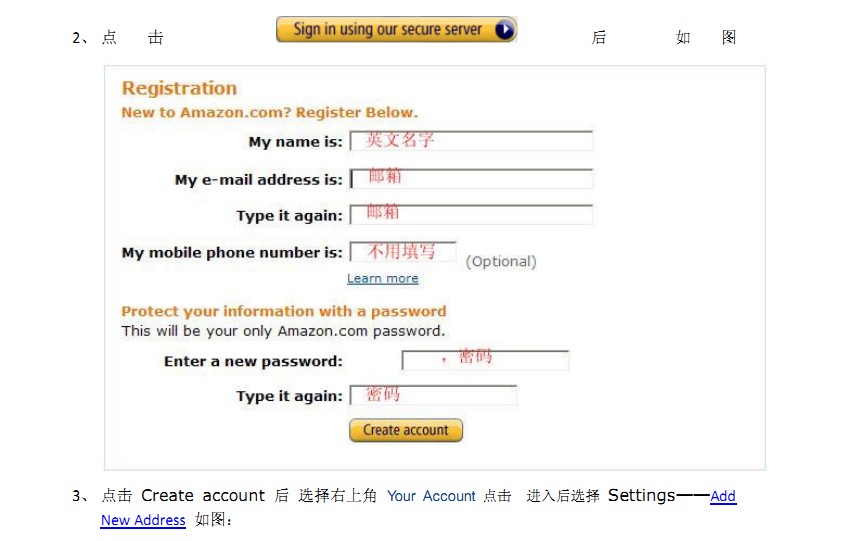 2、 点 击 Sign in using our secure server 后 如 图
Registration
New to Amazon.com? Register Below.
My name is: 英文名字
My e-mail address is: 邮箱
Type it again: 邮箱
My mobile phone number is: 不用填写 (Optional)
Learn more
Protect your information with a password
This will be your only Amazon.com password.
Enter a new password: ，密码
Type it again: 密码
Create account
3、 点击 Create account 后 选择右上角 Your Account 点击 进入后选择 Settings——Add
New Address 如图：